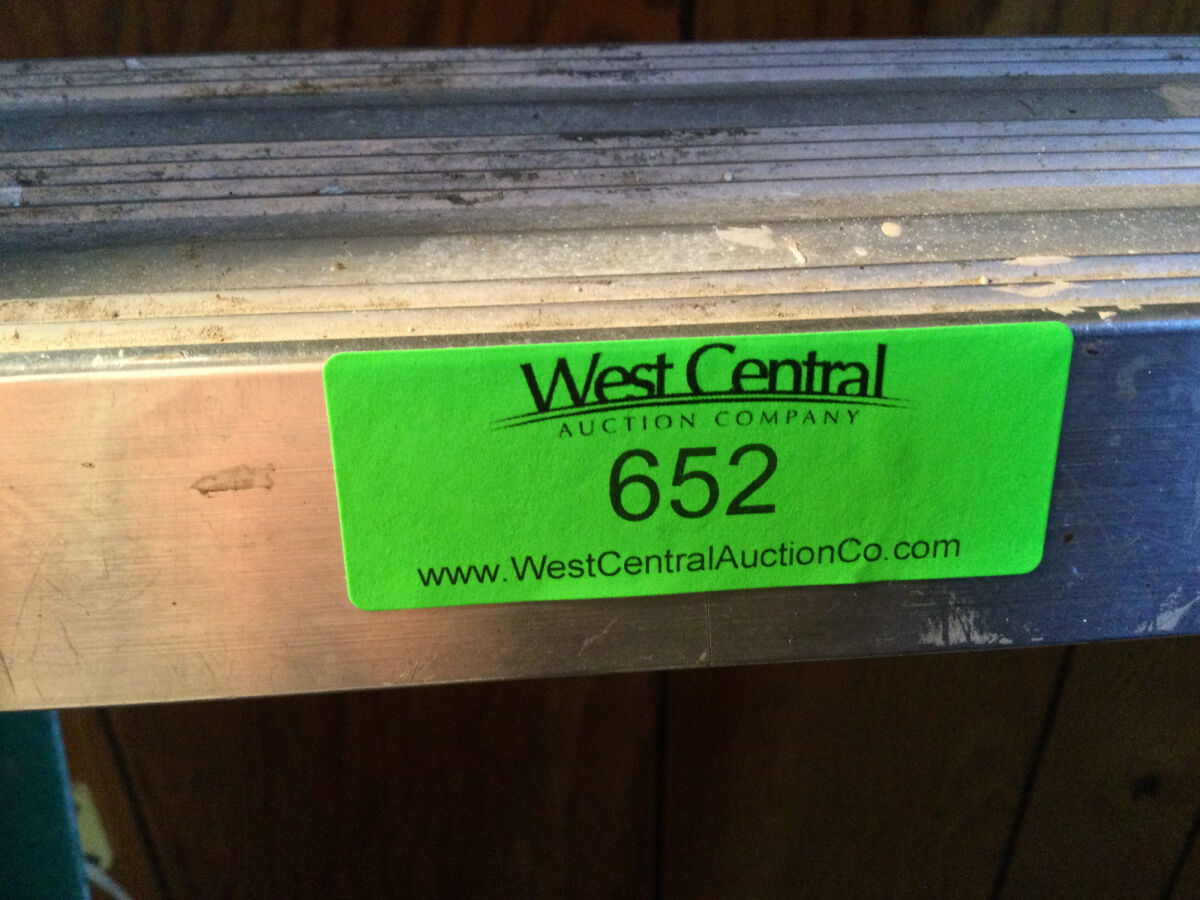 West Central
AUCTION COMPANY
652
www.WestCentralAuctionCo.com